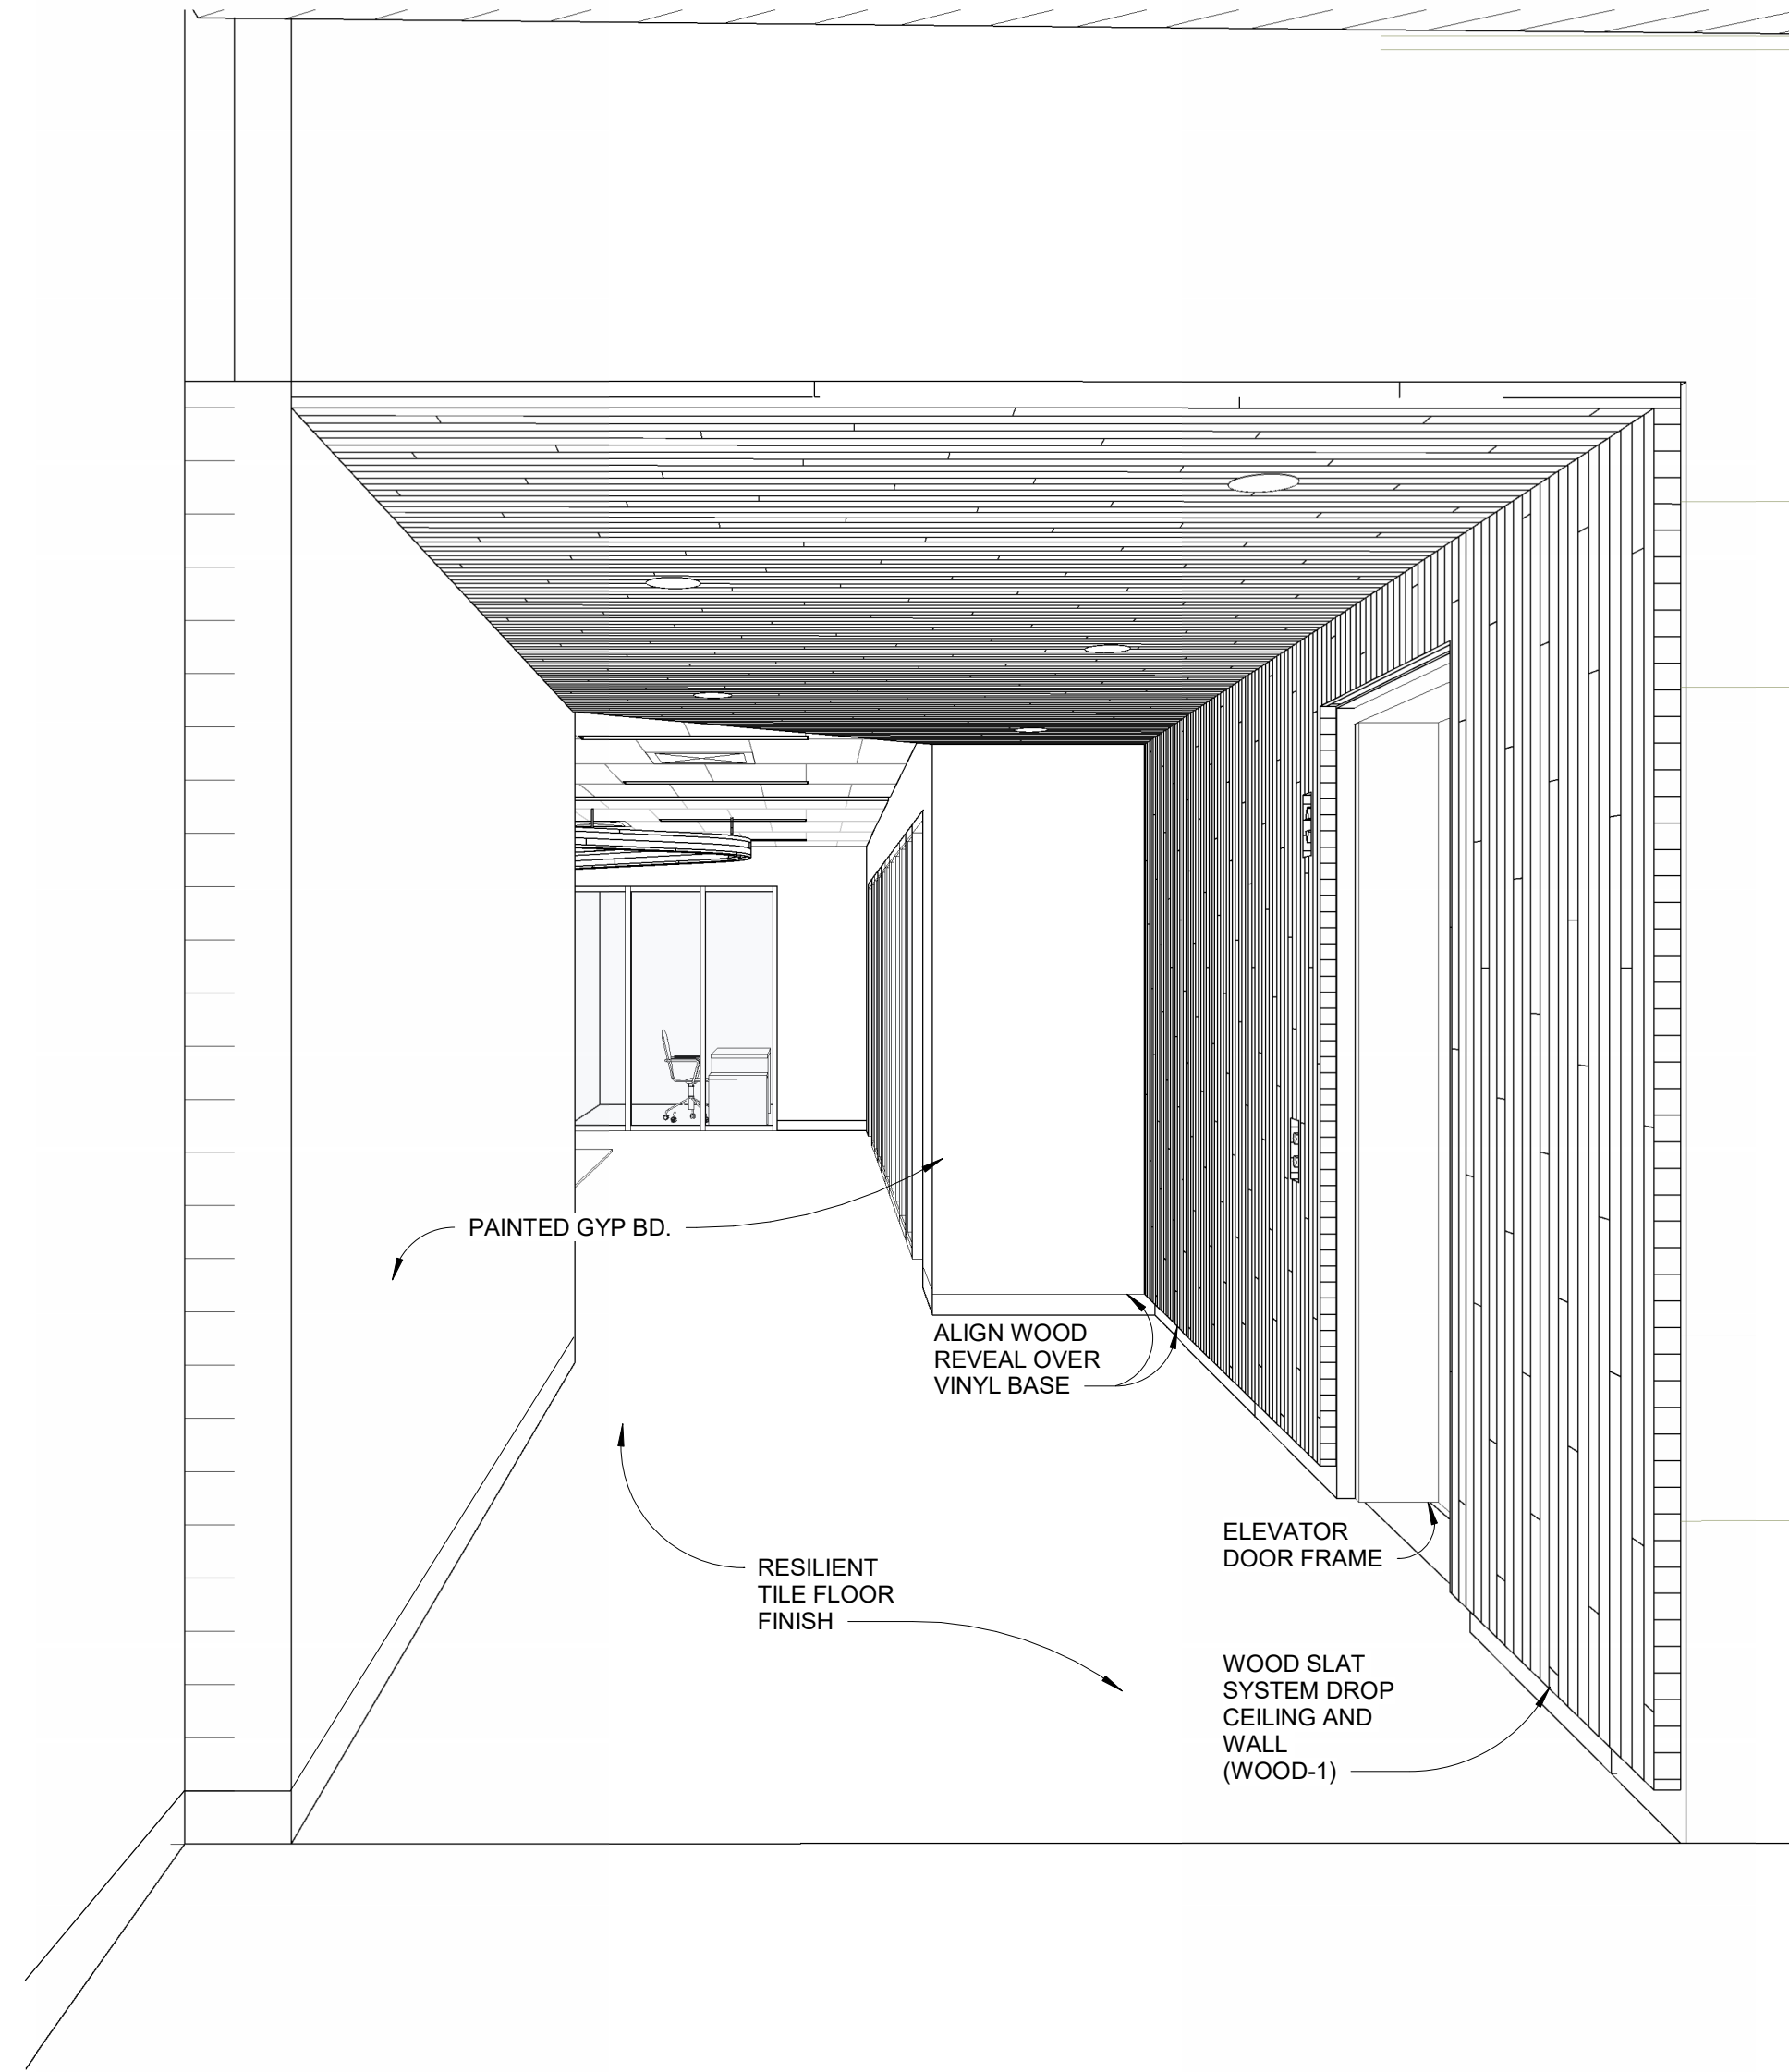 PAINTED GYP BD.
ALIGN WOOD
REVEAL OVER
VINYL BASE
ELEVATOR
DOOR FRAME
RESILIENT
TILE FLOOR
FINISH
WOOD SLAT
SYSTEM DROP
CEILING AND
WALL
(WOOD-1)